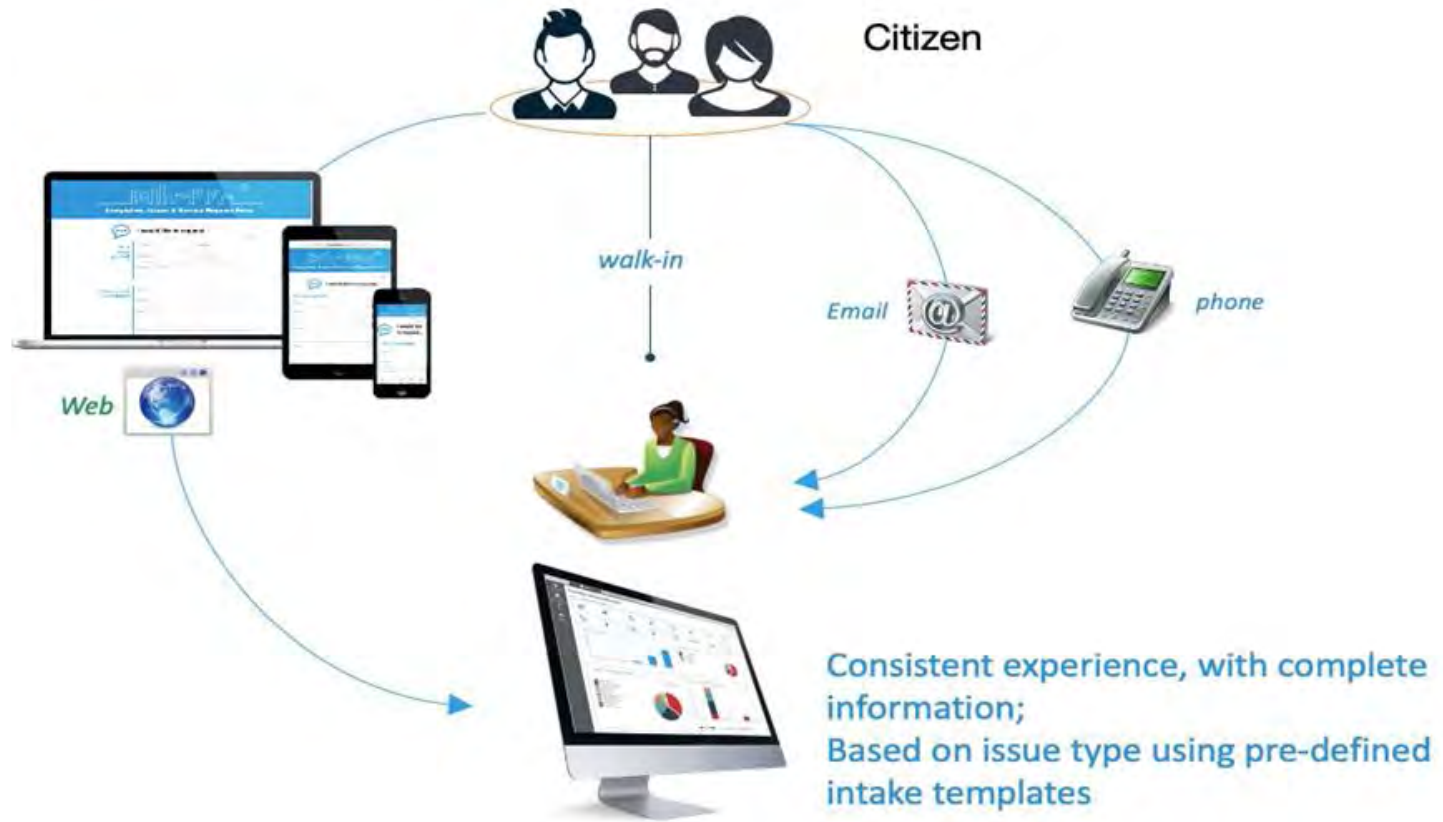 Citizen
walk-in
Email
phone
Web
Consistent experience, with complete
information;
Based on issue type using pre-defined
intake templates